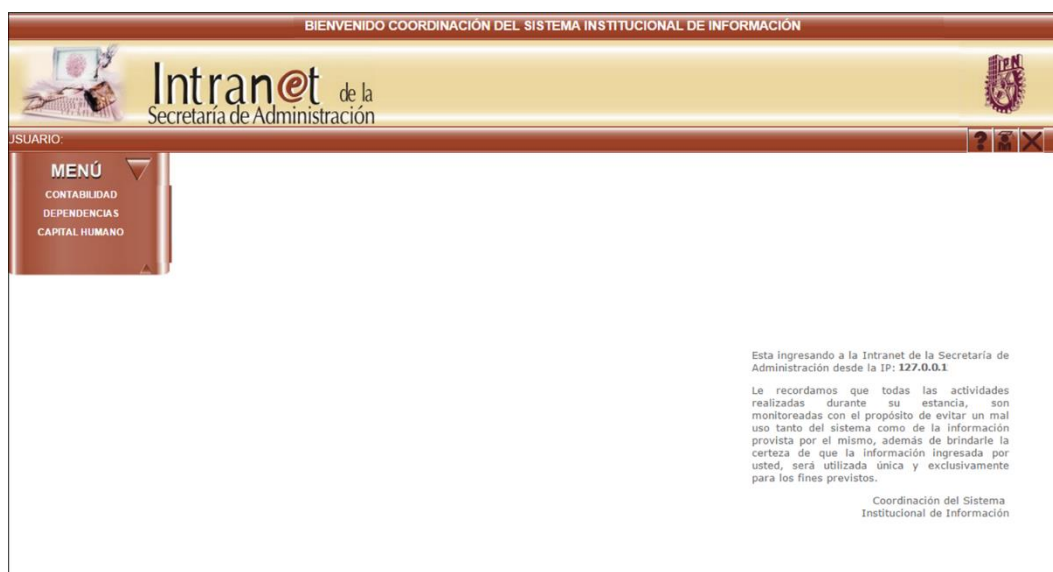 BIENVENIDO COORDINACIÓN DEL SISTEMA INSTITUCIONAL DE INFORMACIÓN
Intran@t de la
Secretaría de Administración
IPN
USUARIO:
? M X
MENÚ
CONTABILIDAD
DEPENDENCIAS
CAPITAL HUMANO
Esta ingresando a la Intranet de la Secretaría de
Administración desde la IP: 127.0.0.1
Le recordamos que todas las actividades
realizadas durante su estancia, son
monitoreadas con el propósito de evitar un mal
uso tanto del sistema como de la información
provista por el mismo, además de brindarle la
certeza de que la información ingresada por
usted, será utilizada única y exclusivamente
para los fines previstos.
Coordinación del Sistema
Institucional de Información